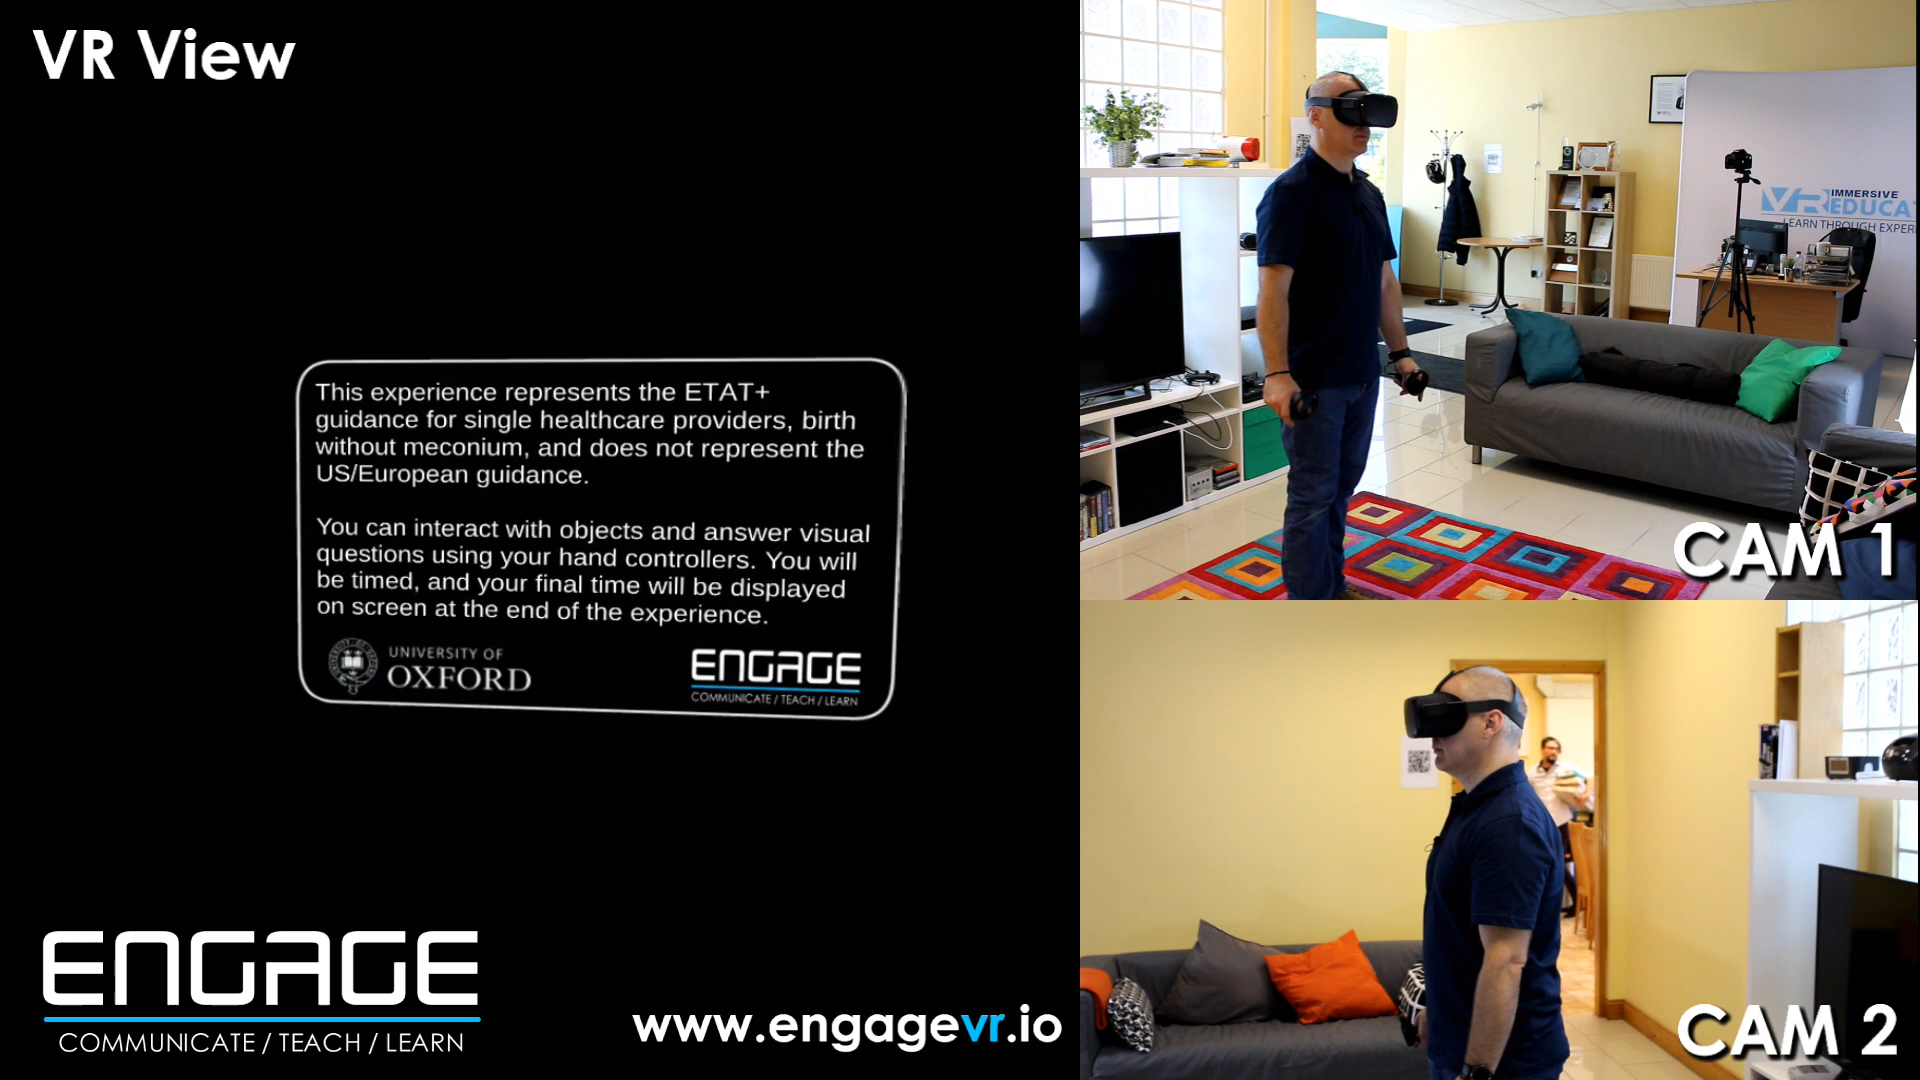 VR View
This experience represents the ETAT+
guidance for single healthcare providers, birth
without meconium, and does not represent the
US/European guidance.
You can interact with objects and answer visual
questions using your hand controllers. You will
be timed, and your final time will be displayed
on screen at the end of the experience.
UNIVERSITY OF
OXFORD
ENGAGE
COMMUNICATE / TEACH / LEARN
ENGAGE
COMMUNICATE / TEACH / LEARN
www.engagevr.io
VR IMMERSIVE
EDUCA
LEARN THROUGH EXPER
CAM 1
CAM 2